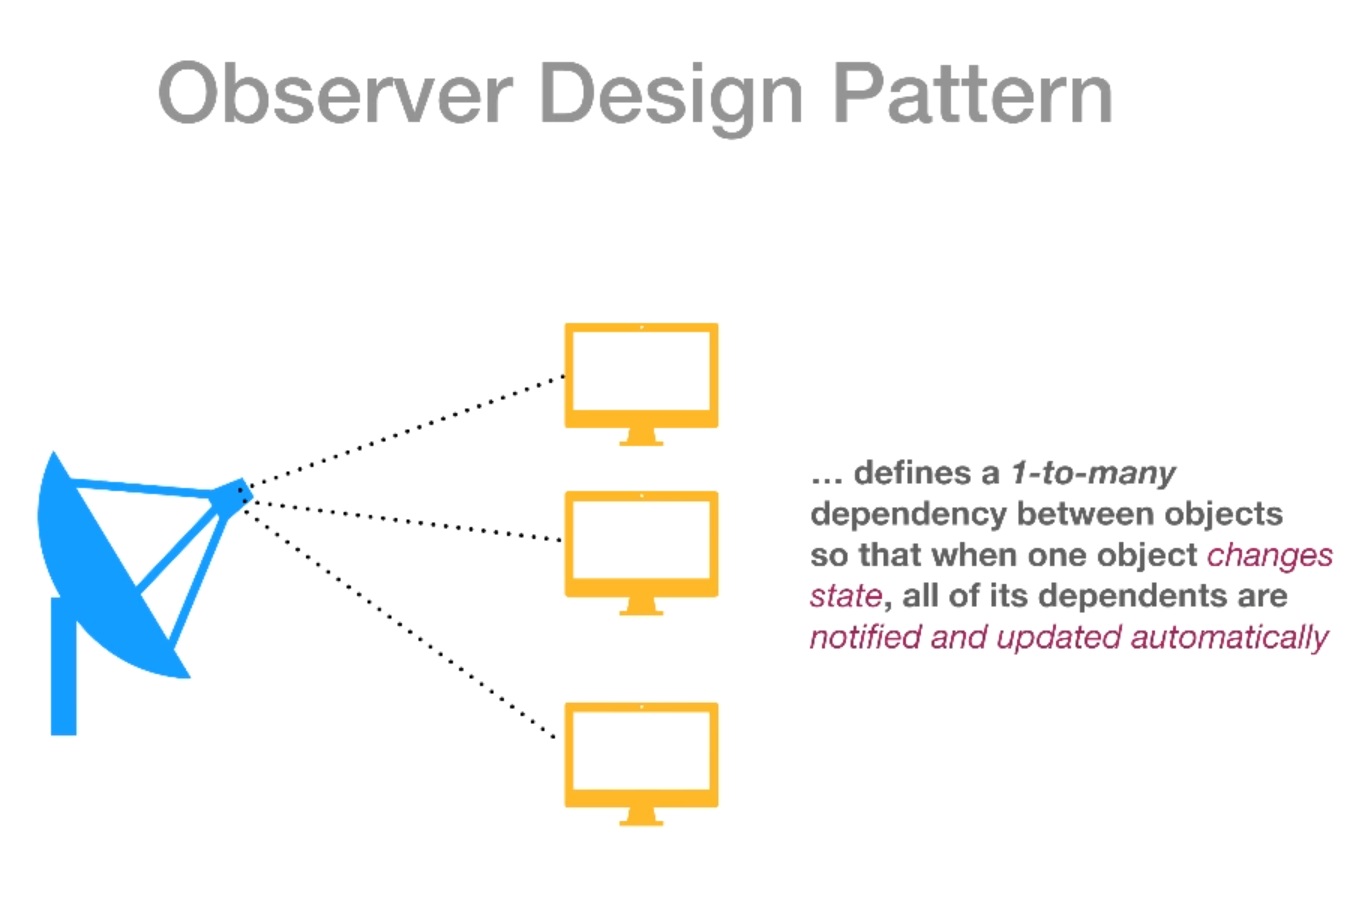 Observer Design Pattern
... defines a 1-to-many
dependency between objects
so that when one object changes
state, all of its dependents are
notified and updated automatically